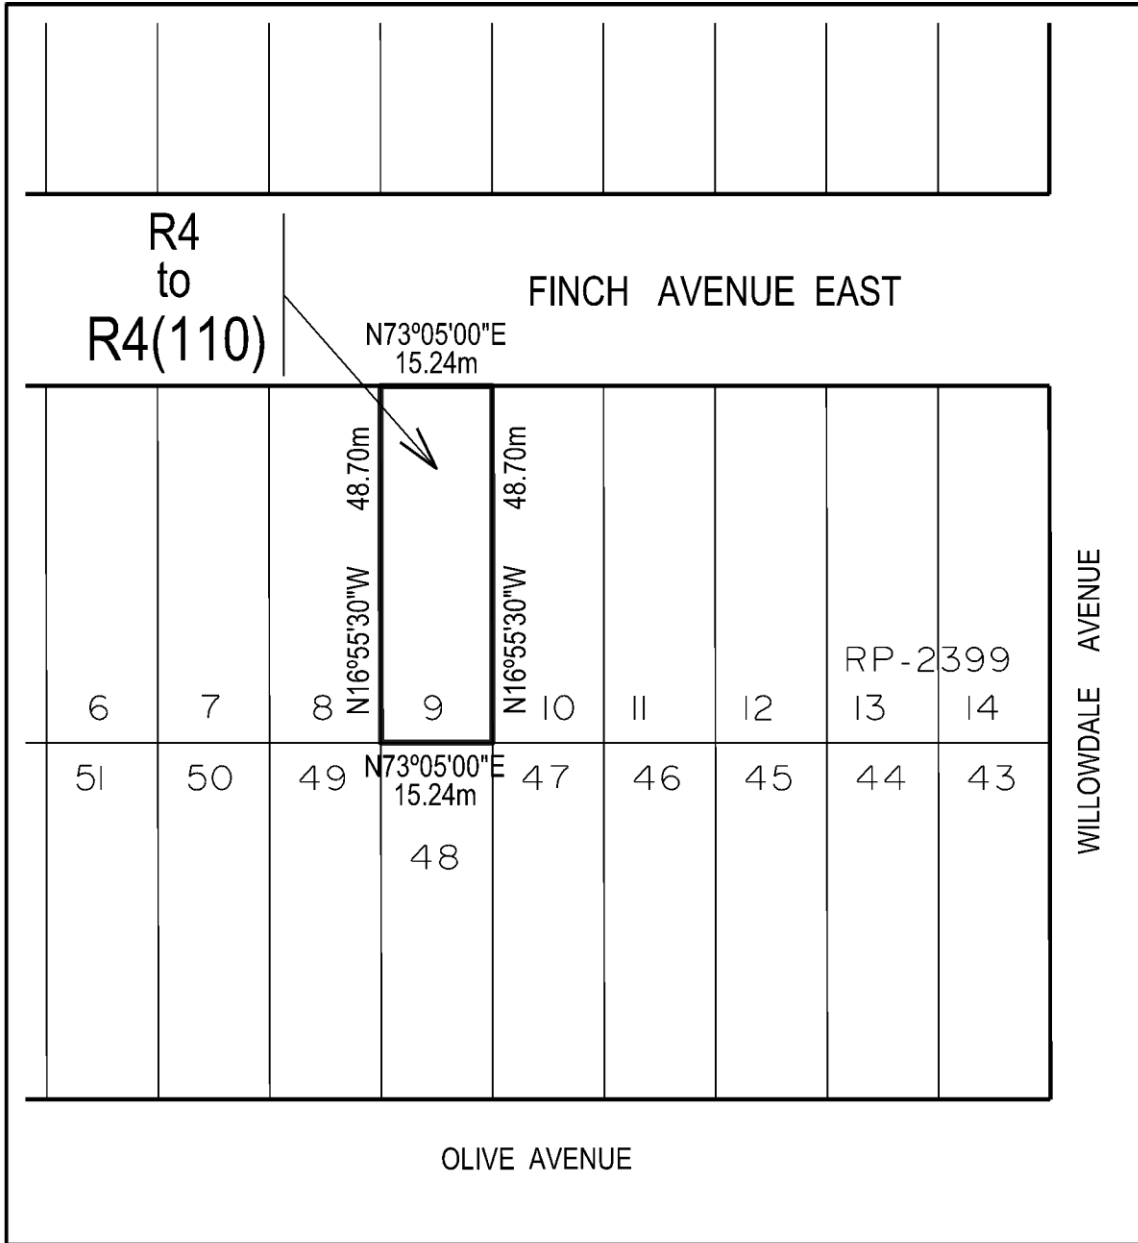 R4
to
R4(110)
FINCH AVENUE EAST
N73º05'00"E
15.24m
48.70m
48.70m
N16º55'30"W
N16º55'30"W
WILLOWDALE AVENUE
RP-2399
6 7 8 9 10 11 12 13 14
51 50 49 N73º05'00"E 47 46 45 44 43
15.24m
48
OLIVE AVENUE